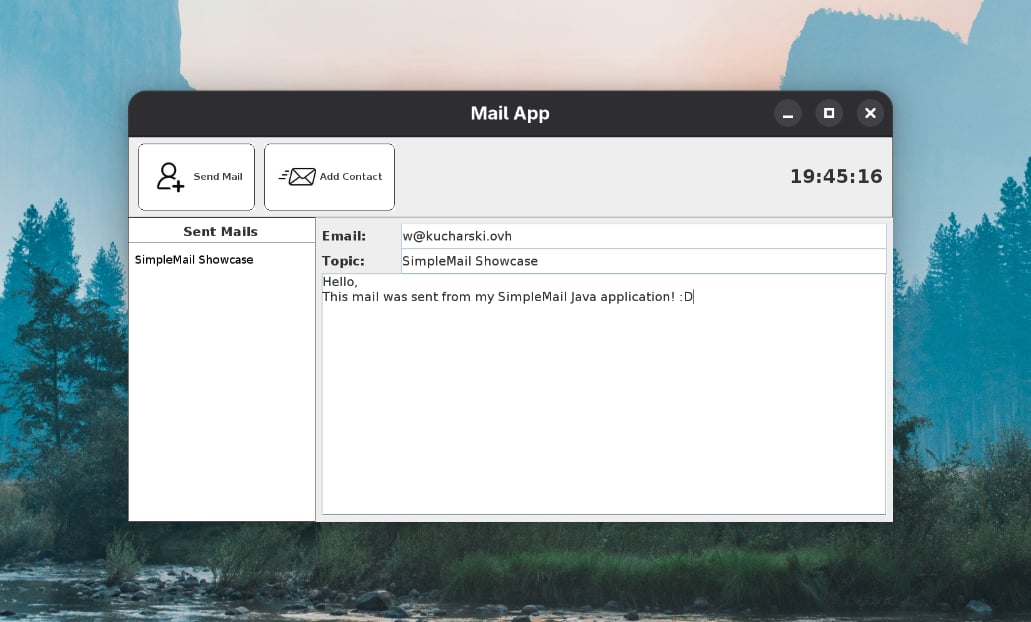 Mail App
Send Mail
Add Contact
19:45:16
Sent Mails
SimpleMail Showcase
Email:
w@kucharski.ovh
Topic:
SimpleMail Showcase
Hello,
This mail was sent from my SimpleMail Java application! :D